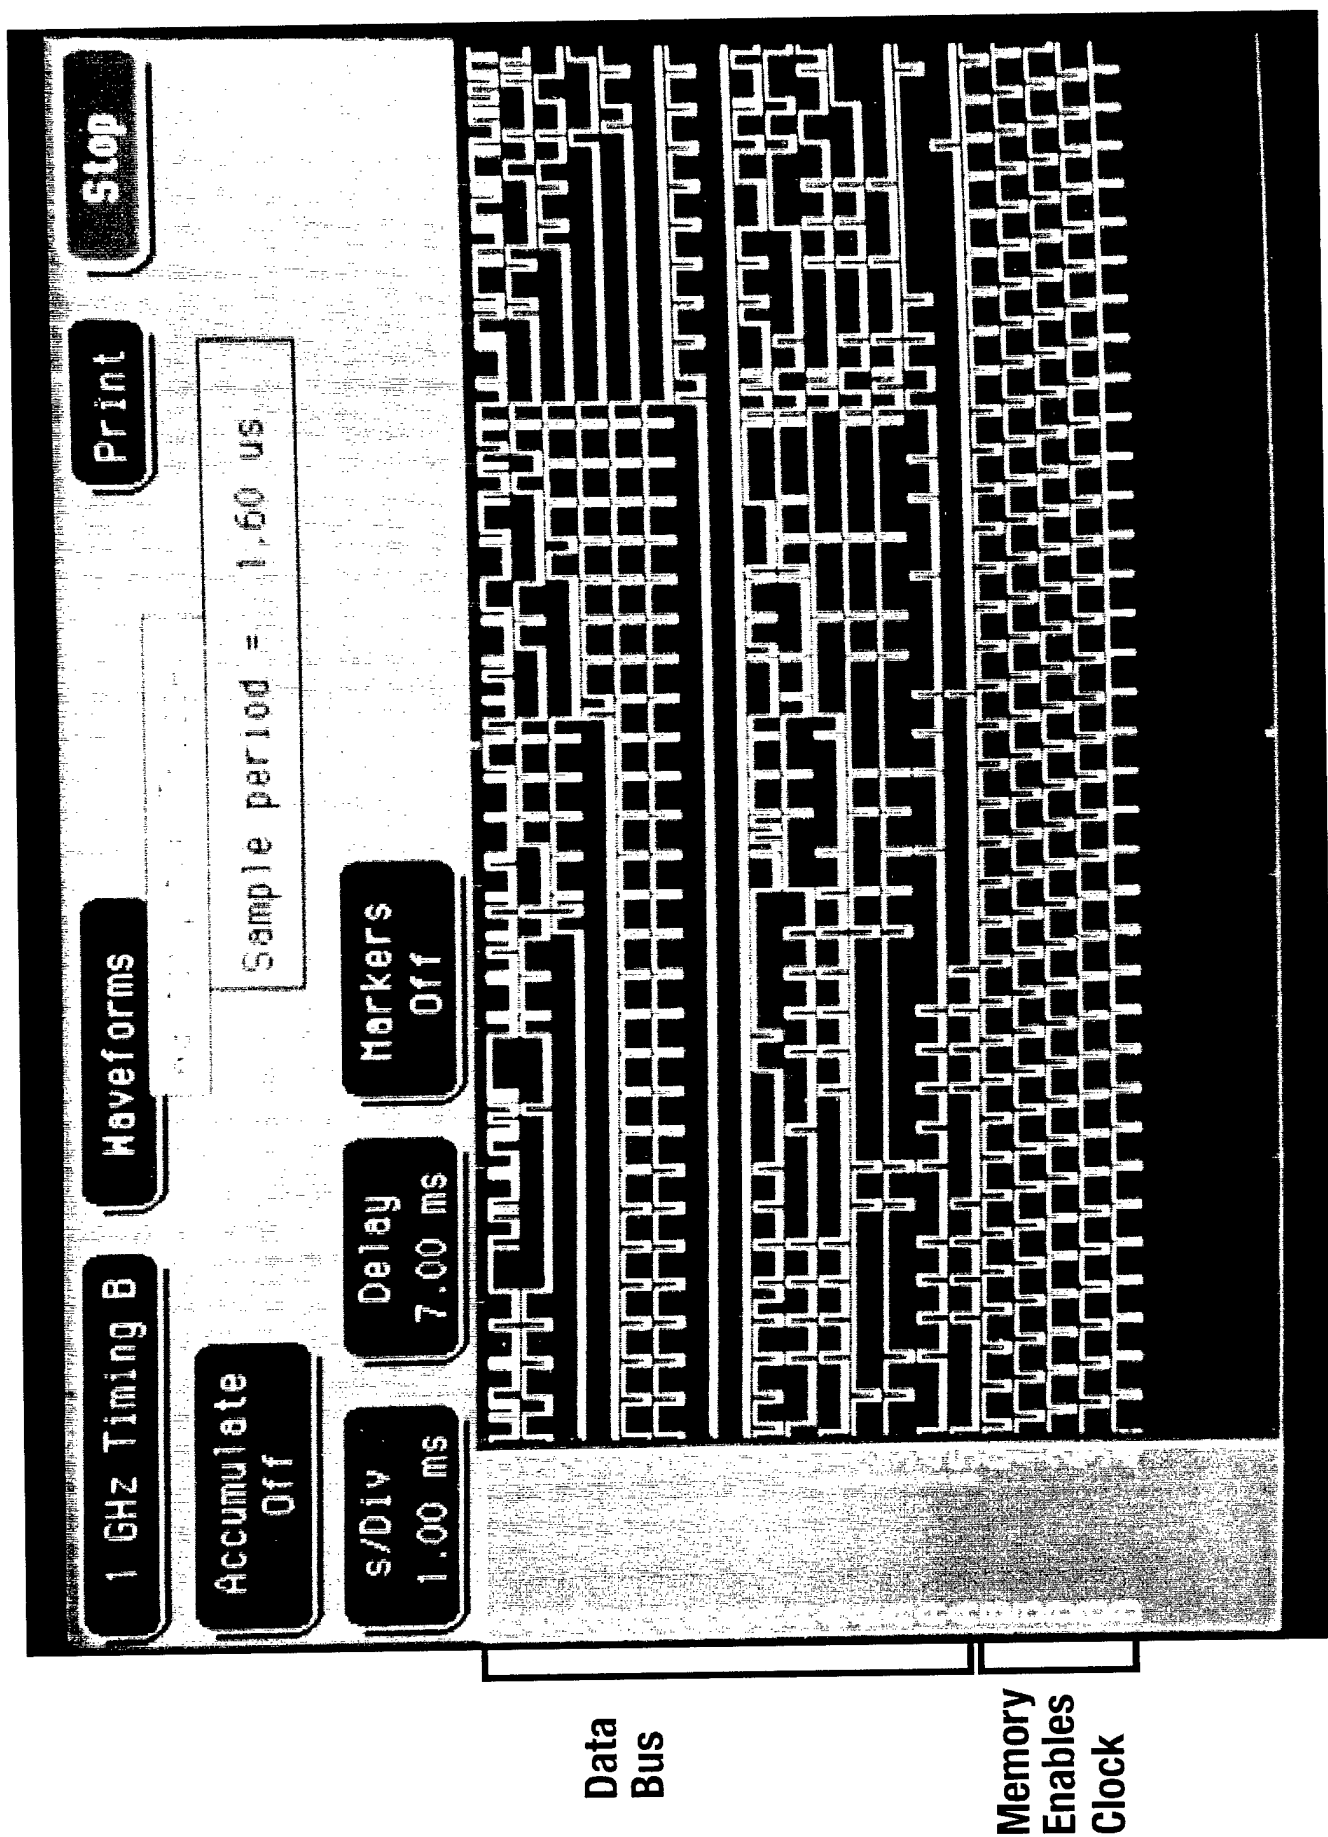 1 GHz Timing B
Waveforms
Print
Stop
Accumulate
Off
Sample period = 1.60 us
s/Div
1.00 ms
Delay
7.00 ms
Markers
Off
Data
Bus
Memory
Enables
Clock